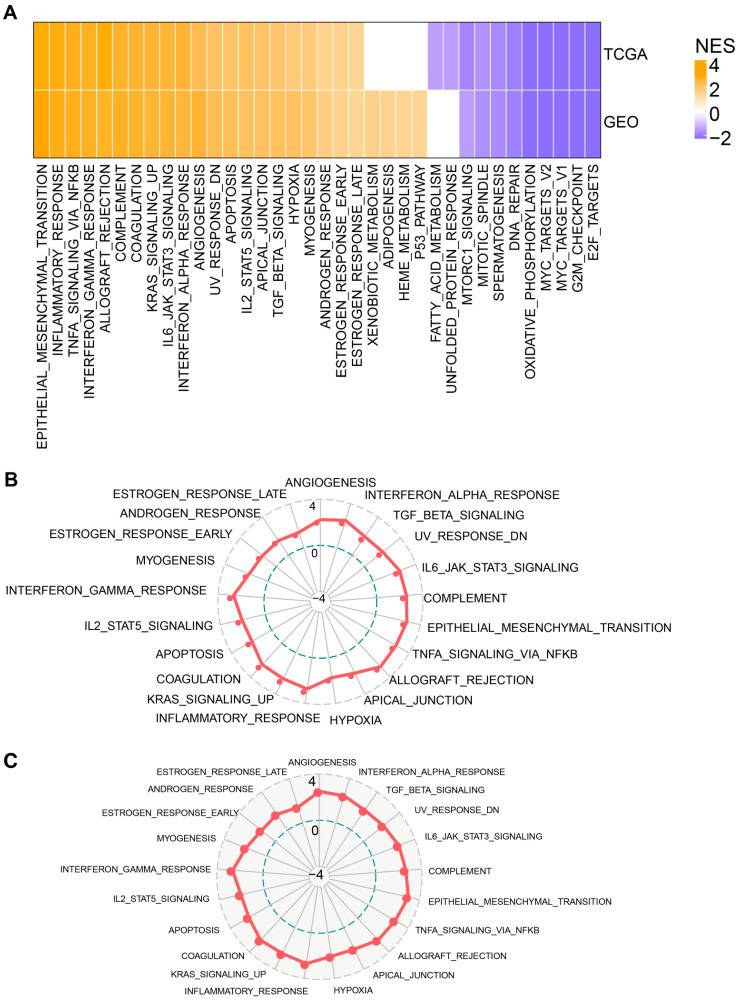 A
TCGA
GEO
NES
4
2
0
−2
EPITHELIAL_MESENCHYMAL_TRANSITION
INFLAMMATORY_RESPONSE
TNFA_SIGNALING_VIA_NFKB
INTERFERON_GAMMA_RESPONSE
ALLOGRAFT_REJECTION
COMPLEMENT
COAGULATION
KRAS_SIGNALING_UP
IL6_JAK_STAT3_SIGNALING
INTERFERON_ALPHA_RESPONSE
ANGIOGENESIS
UV_RESPONSE_DN
APOPTOSIS
IL2_STAT5_SIGNALING
APICAL_JUNCTION
TGF_BETA_SIGNALING
HYPOXIA
MYOGENESIS
ANDROGEN_RESPONSE
ESTROGEN_RESPONSE_EARLY
ESTROGEN_RESPONSE_LATE
XENOBIOTIC_METABOLISM
ADIPOGENESIS
HEME_METABOLISM
P53_PATHWAY
FATTY_ACID_METABOLISM
UNFOLDED_PROTEIN_RESPONSE
MTORC1_SIGNALING
MITOTIC_SPINDLE
SPERMATOGENESIS
DNA_REPAIR
OXIDATIVE_PHOSPHORYLATION
MYC_TARGETS_V2
MYC_TARGETS_V1
G2M_CHECKPOINT
E2F_TARGETS
B
ANGIOGENESIS
INTERFERON_ALPHA_RESPONSE
TGF_BETA_SIGNALING
UV_RESPONSE_DN
IL6_JAK_STAT3_SIGNALING
COMPLEMENT
EPITHELIAL_MESENCHYMAL_TRANSITION
TNFA_SIGNALING_VIA_NFKB
ALLOGRAFT_REJECTION
APICAL_JUNCTION
HYPOXIA
INFLAMMATORY_RESPONSE
KRAS_SIGNALING_UP
COAGULATION
APOPTOSIS
IL2_STAT5_SIGNALING
INTERFERON_GAMMA_RESPONSE
MYOGENESIS
ESTROGEN_RESPONSE_EARLY
ANDROGEN_RESPONSE
ESTROGEN_RESPONSE_LATE
4
0
−4
C
ANGIOGENESIS
INTERFERON_ALPHA_RESPONSE
TGF_BETA_SIGNALING
UV_RESPONSE_DN
IL6_JAK_STAT3_SIGNALING
COMPLEMENT
EPITHELIAL_MESENCHYMAL_TRANSITION
TNFA_SIGNALING_VIA_NFKB
ALLOGRAFT_REJECTION
APICAL_JUNCTION
HYPOXIA
INFLAMMATORY_RESPONSE
KRAS_SIGNALING_UP
COAGULATION
APOPTOSIS
IL2_STAT5_SIGNALING
INTERFERON_GAMMA_RESPONSE
MYOGENESIS
ESTROGEN_RESPONSE_EARLY
ANDROGEN_RESPONSE
ESTROGEN_RESPONSE_LATE
4
0
−4